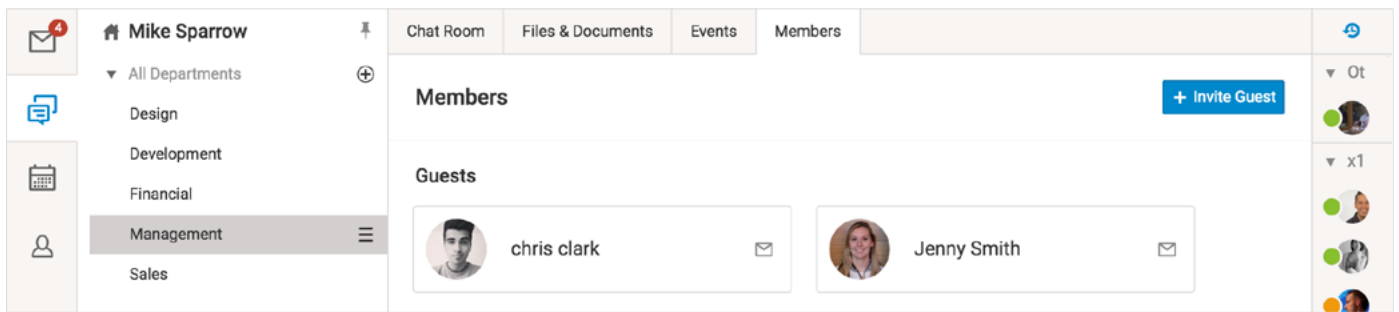 4
Mike Sparrow
All Departments
Design
Development
Financial
Management
Sales
Chat Room
Files & Documents
Events
Members
Members
+ Invite Guest
Guests
chris clark
Jenny Smith
Ot
x1